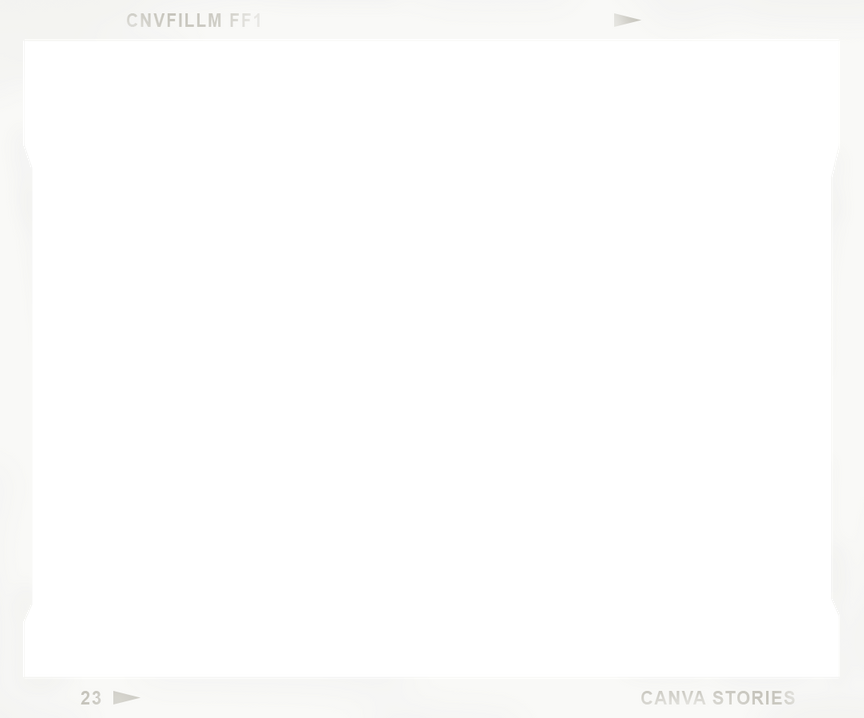 CNVFILLM FF1
23
CANVA STORIES